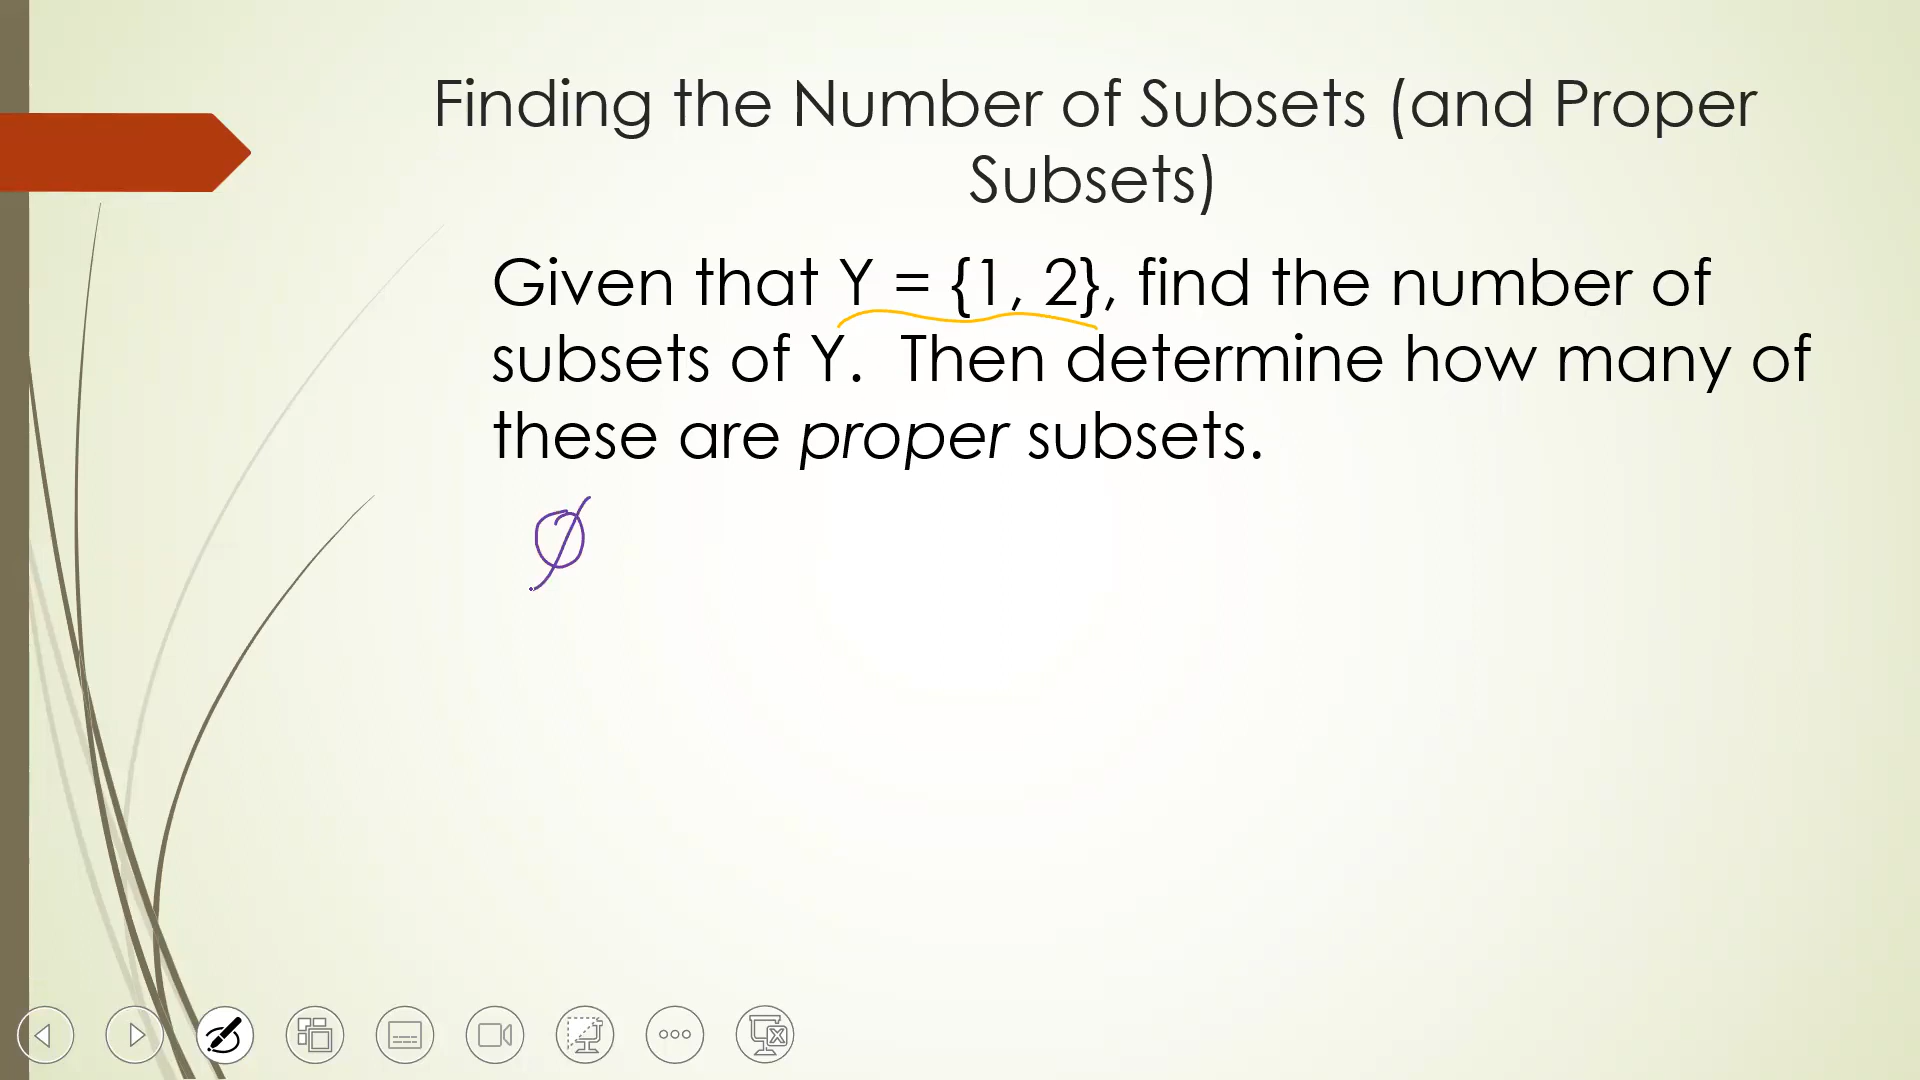 Finding the Number of Subsets (and Proper
Subsets)
Given that Y = {1, 2}, find the number of
subsets of Y. Then determine how many of
these are proper subsets.
∅